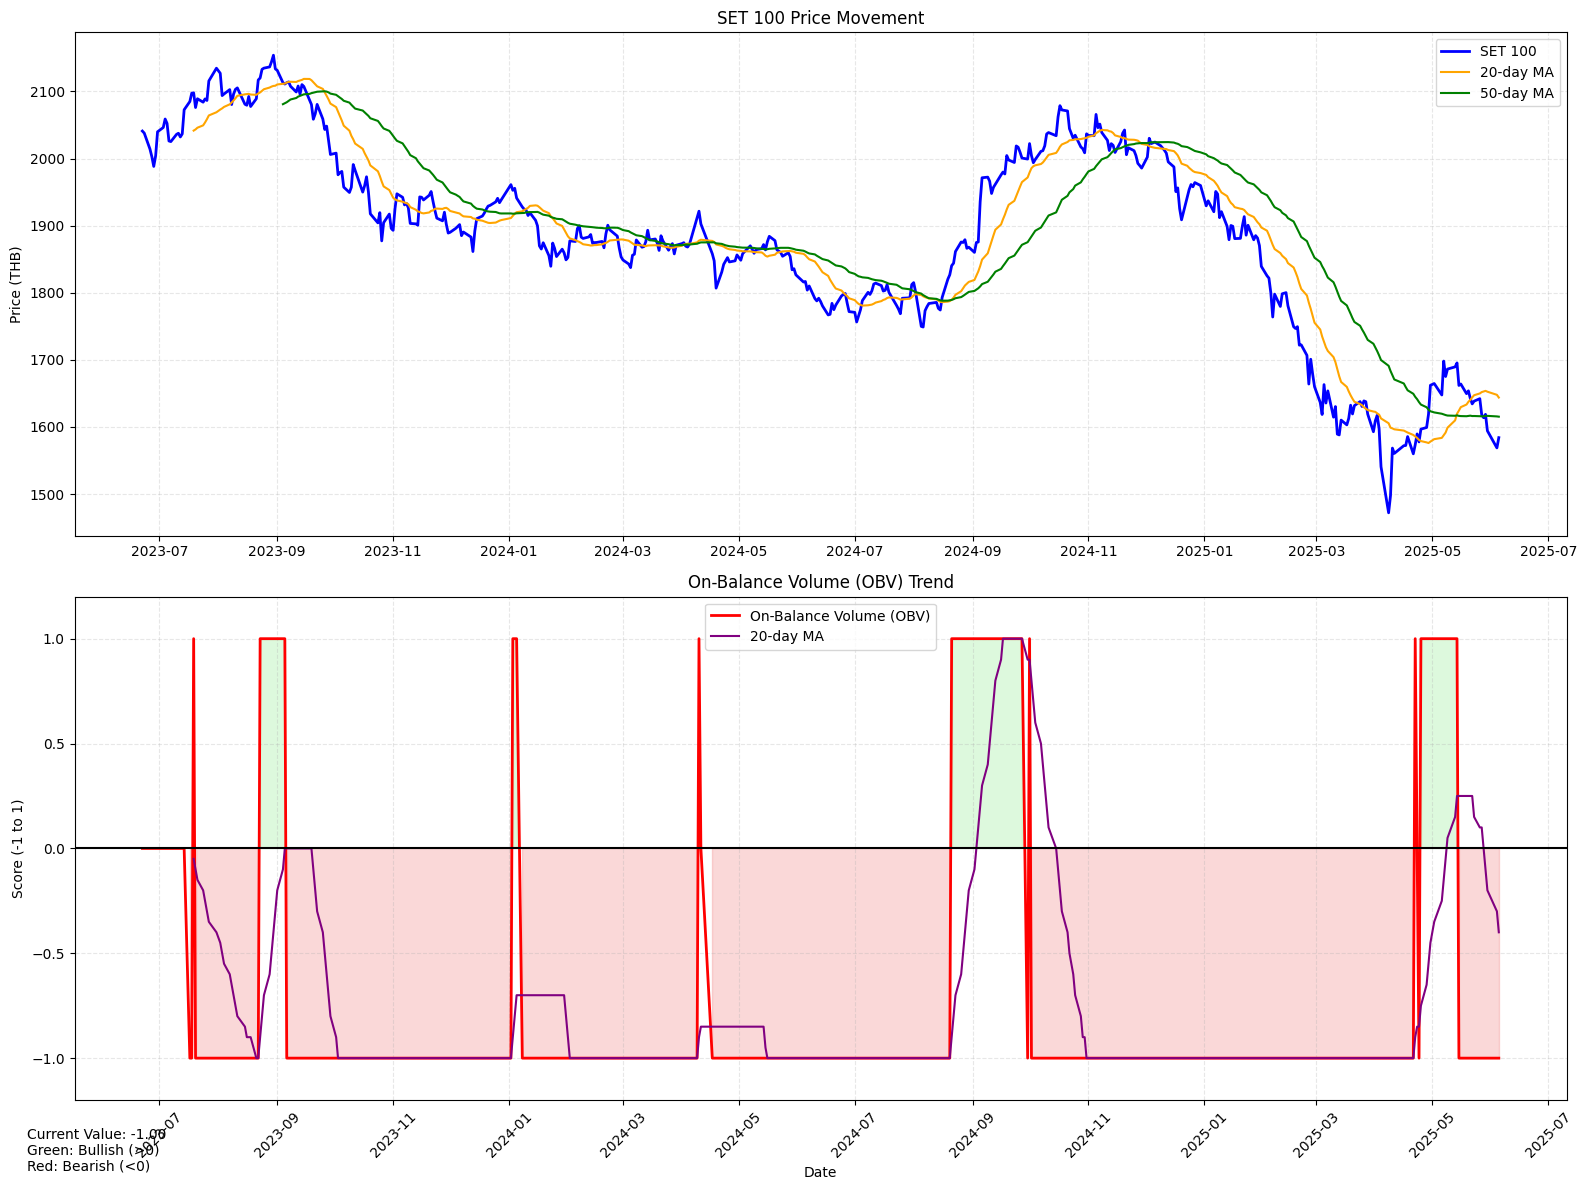 SET 100 Price Movement
SET 100
20-day MA
50-day MA
Price (THB)
2100
2000
1900
1800
1700
1600
1500
2023-07 2023-09 2023-11 2024-01 2024-03 2024-05 2024-07 2024-09 2024-11 2025-01 2025-03 2025-05 2025-07
On-Balance Volume (OBV) Trend
On-Balance Volume (OBV)
20-day MA
Score (-1 to 1)
1.0
0.5
0.0
−0.5
−1.0
2023-07 2023-09 2023-11 2024-01 2024-03 2024-05 2024-07 2024-09 2024-11 2025-01 2025-03 2025-05 2025-07
Date
Current Value: -1.00
Green: Bullish (>0)
Red: Bearish (<0)